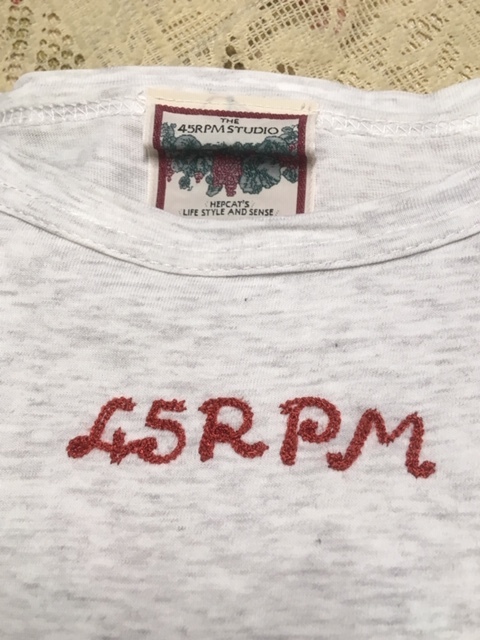 THE
45RPM STUDIO
HEPCAT'S
LIFE STYLE AND SENSE
45RPM